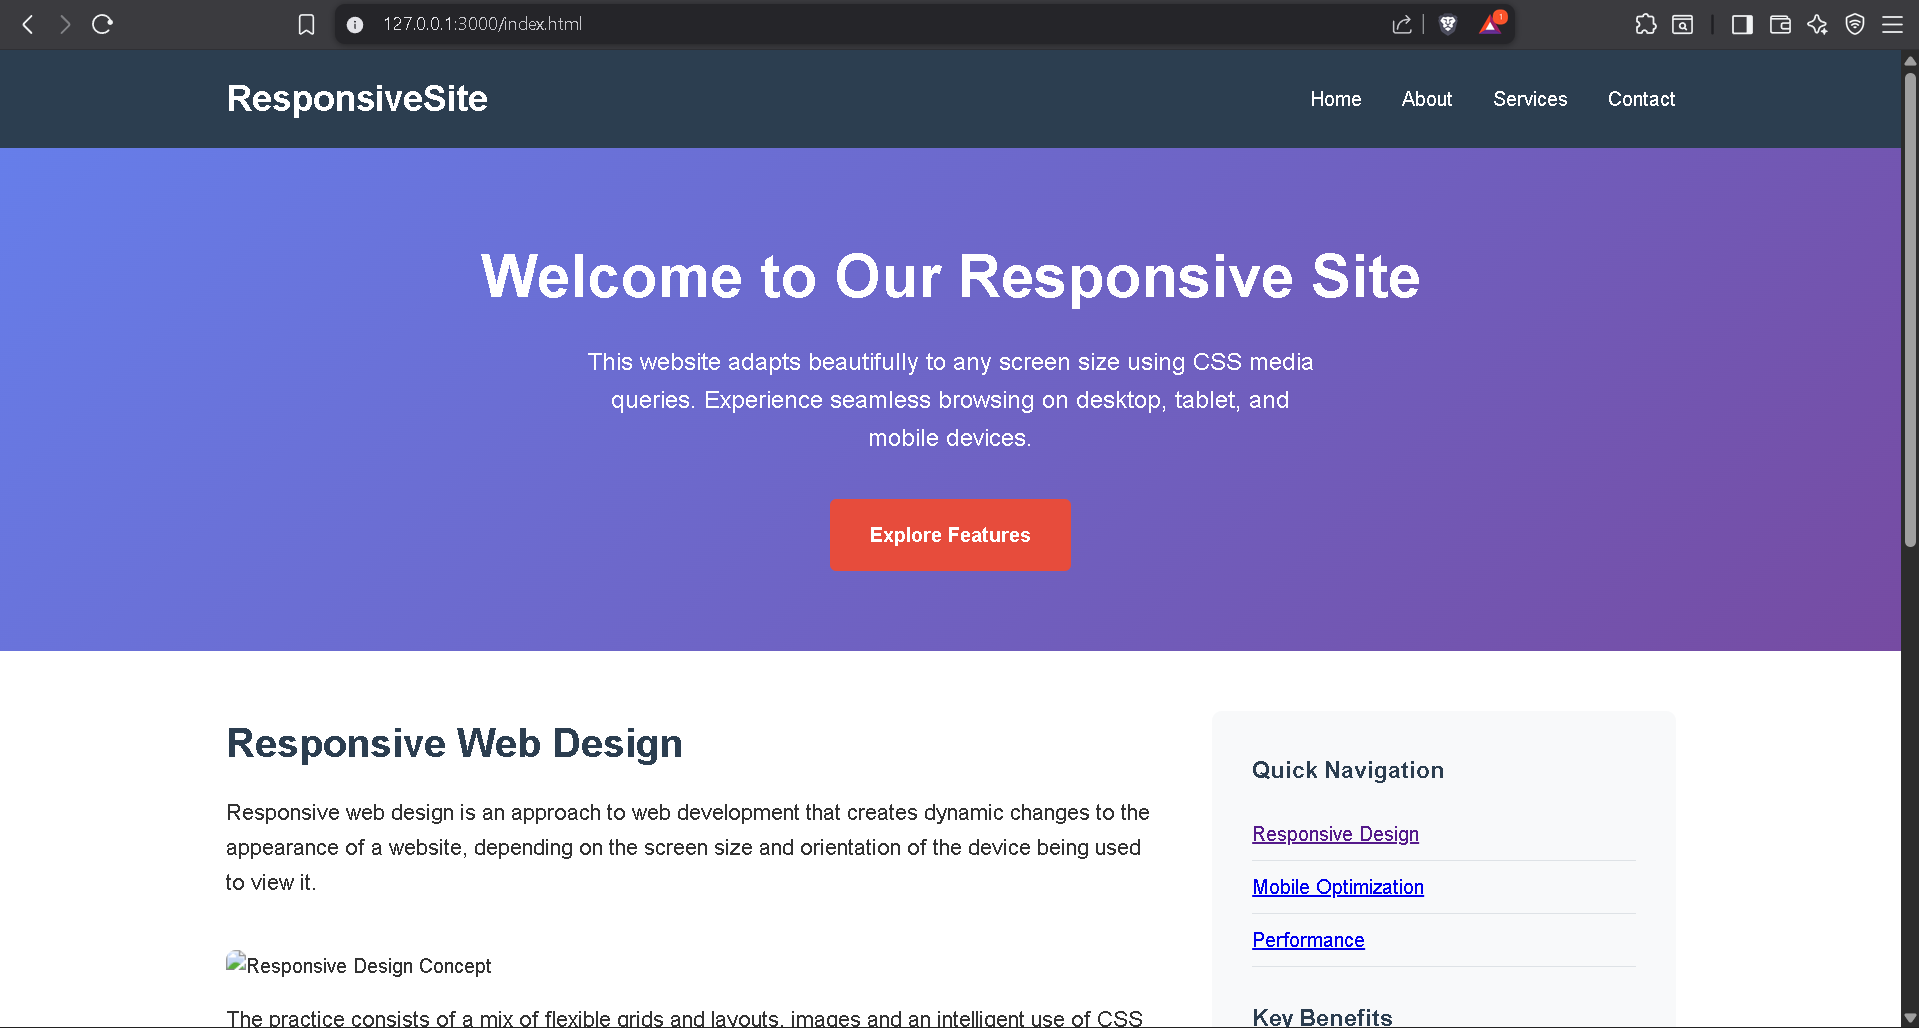 127.0.0.1:3000/index.html
1
ResponsiveSite
Home About Services Contact
Welcome to Our Responsive Site
This website adapts beautifully to any screen size using CSS media
queries. Experience seamless browsing on desktop, tablet, and
mobile devices.
Explore Features
Responsive Web Design
Responsive web design is an approach to web development that creates dynamic changes to the
appearance of a website, depending on the screen size and orientation of the device being used
to view it.
Responsive Design Concept
The practice consists of a mix of flexible grids and layouts, images and an intelligent use of CSS
Quick Navigation
Responsive Design
Mobile Optimization
Performance
Key Benefits